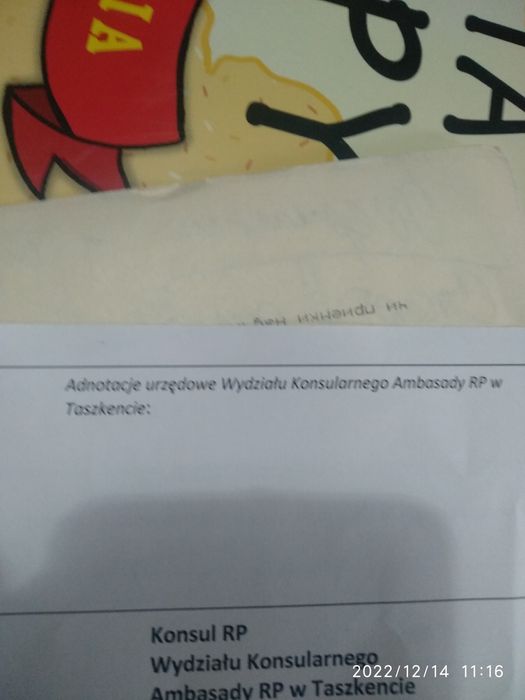 IA
Adnotacje urzędowe Wydziału Konsularnego Ambasady RP w
Taszkencie:
Konsul RP
Wydziału Konsularnego
Ambasady RP w Taszkencie
2022/12/14 11:16